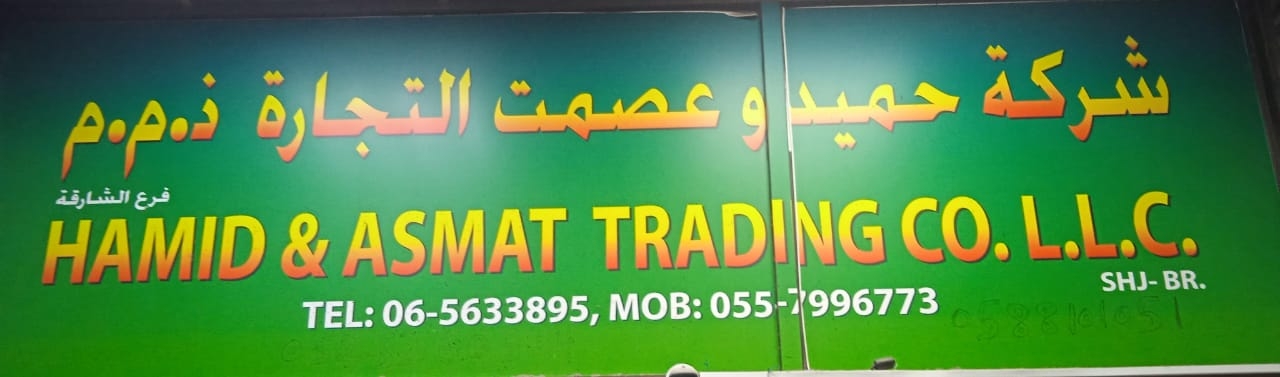 شركة حميد و عصمت التجارة ذ.م.م
فرع الشارقة
HAMID & ASMAT TRADING CO. L.L.C.
SHJ- BR.
TEL: 06-5633895, MOB: 055-7996773